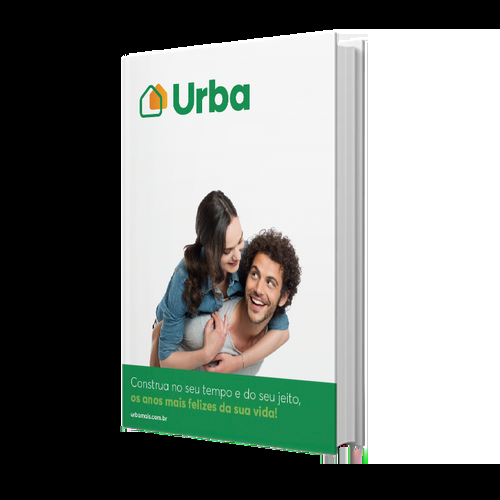 Urba
Construa no seu tempo e do seu jeito,
os anos mais felizes da sua vida!
urbamais.com.br